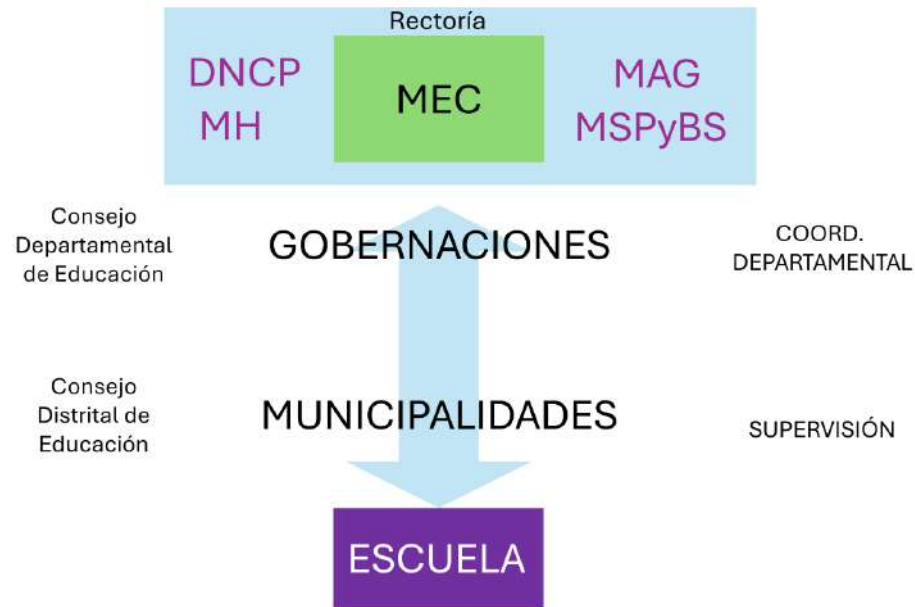 Rectoría
DNCP
MH
MEC
MAG
MSPyBS
Consejo
Departamental
de Educación
GOBERNACIONES
COORD.
DEPARTAMENTAL
Consejo
Distrital de
Educación
MUNICIPALIDADES
SUPERVISIÓN
ESCUELA